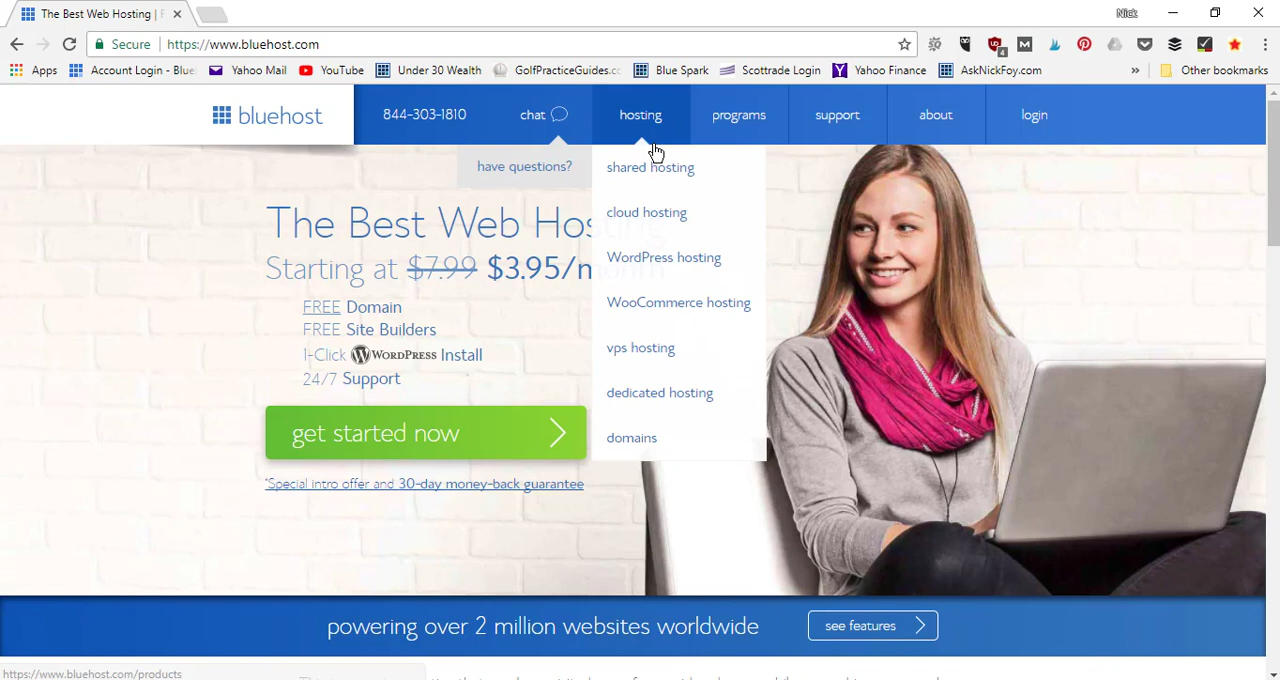 The Best Web Hosting |
Nick
Secure
https://www.bluehost.com
4
Apps
Account Login - Blue
Yahoo Mail
YouTube
Under 30 Wealth
GolfPracticeGuides.co
Blue Spark
Scottrade Login
Yahoo Finance
AskNickFoy.com
»
Other bookmarks
bluehost
844-303-1810
chat
hosting
programs
support
about
login
have questions?
shared hosting
cloud hosting
WordPress hosting
WooCommerce hosting
vps hosting
dedicated hosting
domains
The Best Web Hosting
Starting at $7.99 $3.95/month
FREE Domain
FREE Site Builders
1-Click WORDPRESS Install
24/7 Support
get started now
*Special intro offer and 30-day money-back guarantee
powering over 2 million websites worldwide
see features
https://www.bluehost.com/products